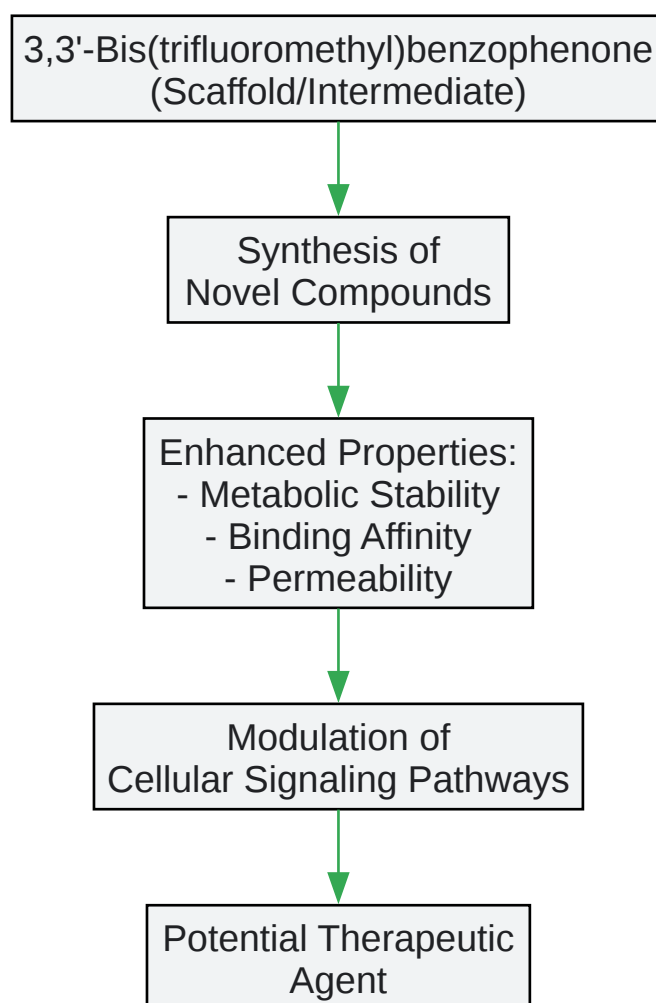 3,3'-Bis(trifluoromethyl)benzophenone
(Scaffold/Intermediate)
Synthesis of
Novel Compounds
Enhanced Properties:
- Metabolic Stability
- Binding Affinity
- Permeability
Modulation of
Cellular Signaling Pathways
Potential Therapeutic
Agent